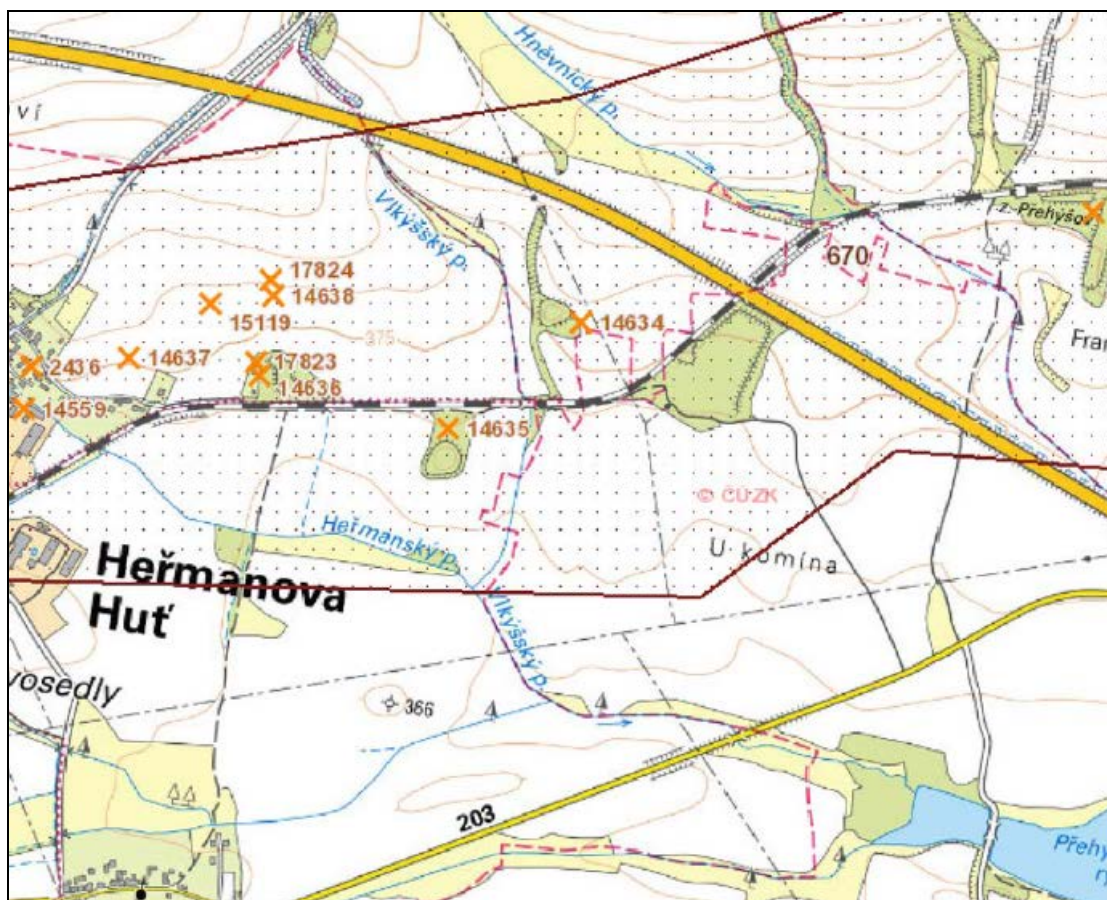 Hněvnický p.
ví
Vlkýšský p.
z. Přehýšov
670
17824
14638
15119
375
14634
Fran
2436
14637
17823
14636
14559
14635
© ČÚZK
Heřmanský p.
U komína
Heřmanova
Huť
Vlkýšský p.
vosedly
366
203
Přehý